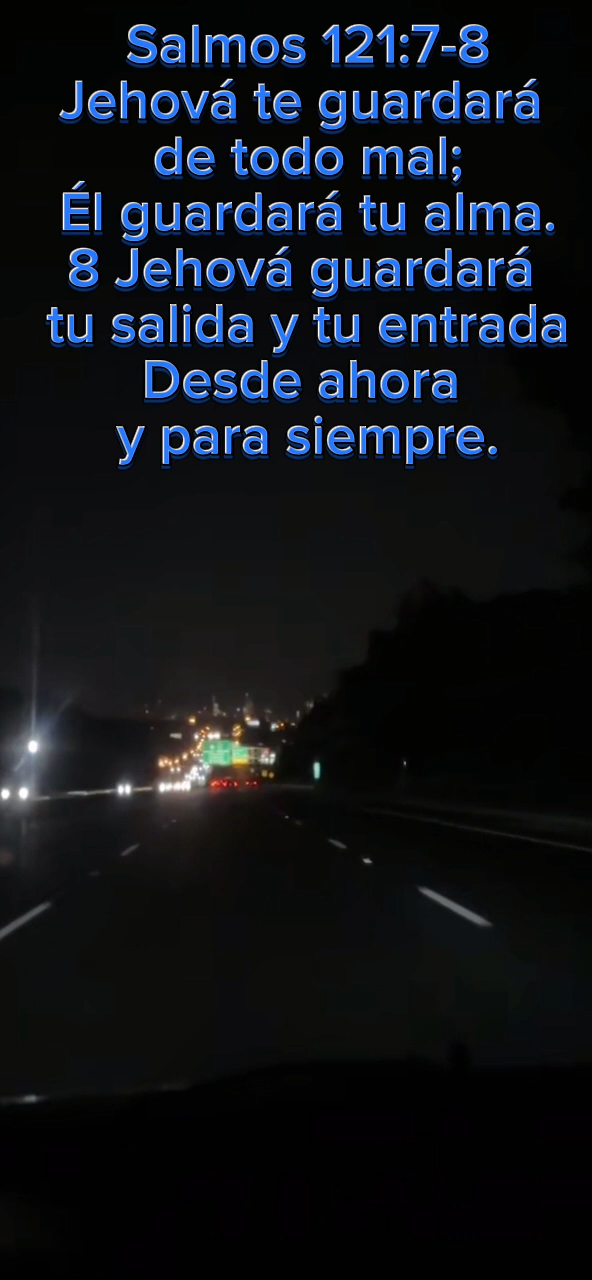 Salmos 121:7-8
Jehová te guardará
de todo mal;
Él guardará tu alma.
8 Jehová guardará
tu salida y tu entrada
Desde ahora
y para siempre.